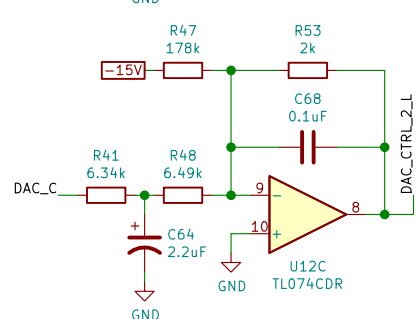 GND
R47
178k
R53
2k
-15V
C68
0.1uF
DAC_CTRL_2_L
R41
6.34k
R48
6.49k
DAC_C
9
-
8
10
+
+
C64
2.2uF
GND
U12C
TL074CDR
GND